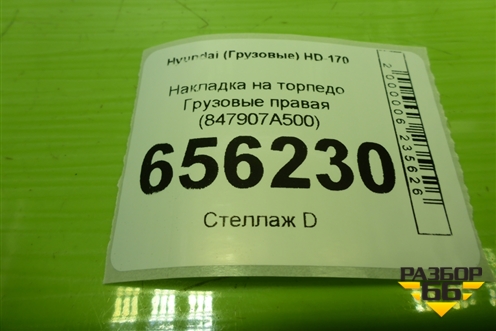 Hyundai (Грузовые) HD-170
Накладка на торпедо
Грузовые правая
(847907A500)
656230
Стеллаж D
2000006235626
РАЗБОР
66